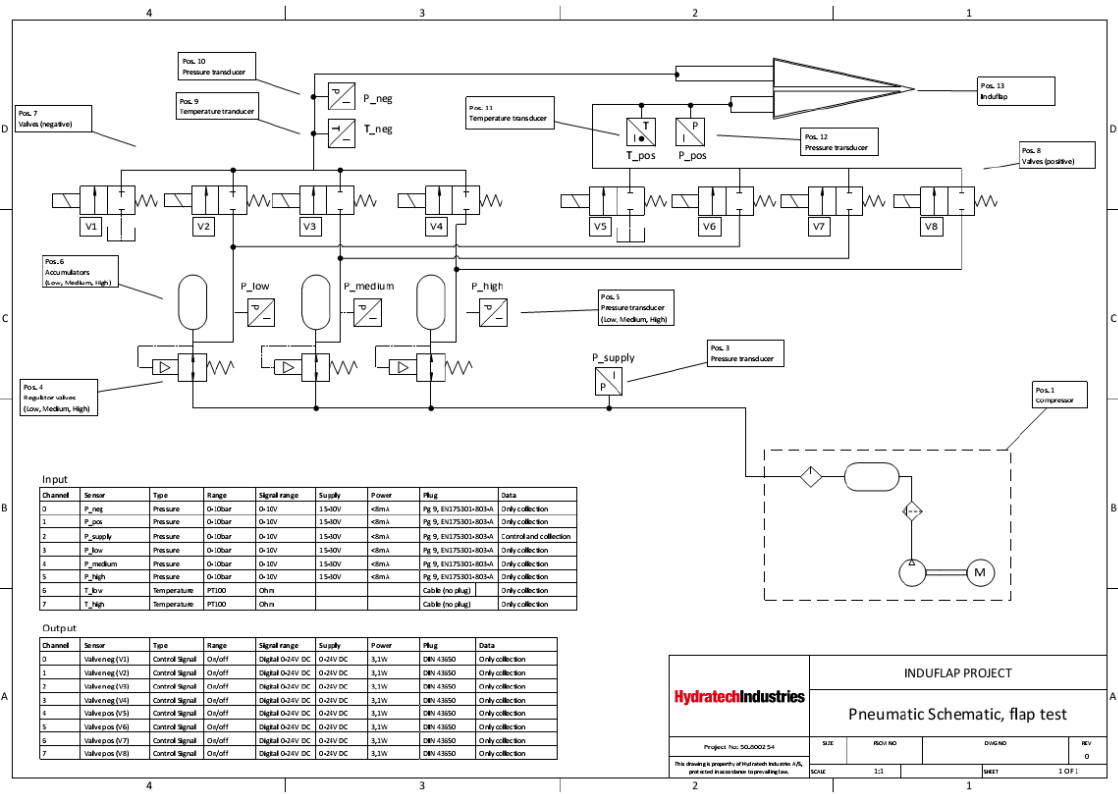 4 3 2 1
Pos. 10
Pressure transducer
Pos. 9
Temperature tranducer
P_neg
T_neg
Pos. 7
Valves (negative)
Pos. 11
Temperature transducer
Pos. 13
Induflap
Pos. 12
Pressure transducer
Pos. 8
Valves (positive)
P I
T I
T I
P I
T_pos P_pos
D D
V1 V2 V3 V4 V5 V6 V7 V8
Pos. 6
Accumulators
(Low, Medium, High)
P_low P_medium P_high
P I
P I
P I
Pos. 5
Pressure transducer
(Low, Medium, High)
C C
Pos. 3
Pressure transducer
P_supply
I P
Pos. 4
Regulator valves
(Low, Medium, High)
Pos. 1
Compressor
M
B B
Input
Channel Sensor Type Range Signal range Supply Power Plug Data
0 P_neg Pressure 0-10bar 0-10V 15-30V <8mA Pg 9, EN175301-803-A Only collection
1 P_pos Pressure 0-10bar 0-10V 15-30V <8mA Pg 9, EN175301-803-A Only collection
2 P_supply Pressure 0-10bar 0-10V 15-30V <8mA Pg 9, EN175301-803-A Control and collection
3 P_low Pressure 0-10bar 0-10V 15-30V <8mA Pg 9, EN175301-803-A Only collection
4 P_medium Pressure 0-10bar 0-10V 15-30V <8mA Pg 9, EN175301-803-A Only collection
5 P_high Pressure 0-10bar 0-10V 15-30V <8mA Pg 9, EN175301-803-A Only collection
6 T_low Temperature PT100 Ohm Cable (no plug) Only collection
7 T_high Temperature PT100 Ohm Cable (no plug) Only collection
Output
Channel Sensor Type Range Signal range Supply Power Plug Data
0 Valve neg (V1) Control Signal On/off Digital 0-24V DC 0-24V DC 3,1W DIN 43650 Only collection
1 Valve neg (V2) Control Signal On/off Digital 0-24V DC 0-24V DC 3,1W DIN 43650 Only collection
2 Valve neg (V3) Control Signal On/off Digital 0-24V DC 0-24V DC 3,1W DIN 43650 Only collection
3 Valve neg (V4) Control Signal On/off Digital 0-24V DC 0-24V DC 3,1W DIN 43650 Only collection
4 Valve pos (V5) Control Signal On/off Digital 0-24V DC 0-24V DC 3,1W DIN 43650 Only collection
5 Valve pos (V6) Control Signal On/off Digital 0-24V DC 0-24V DC 3,1W DIN 43650 Only collection
6 Valve pos (V7) Control Signal On/off Digital 0-24V DC 0-24V DC 3,1W DIN 43650 Only collection
7 Valve pos (V8) Control Signal On/off Digital 0-24V DC 0-24V DC 3,1W DIN 43650 Only collection
A A
HydratechIndustries
INDUFLAP PROJECT
Pneumatic Schematic, flap test
Project No: 50.800254
SIZE FSCM NO DWG NO REV
0
This drawing is property of Hydratech Industries A/S,
protected in accordance to prevailing law.
SCALE 1:1 SHEET 1 OF 1
4 3 2 1